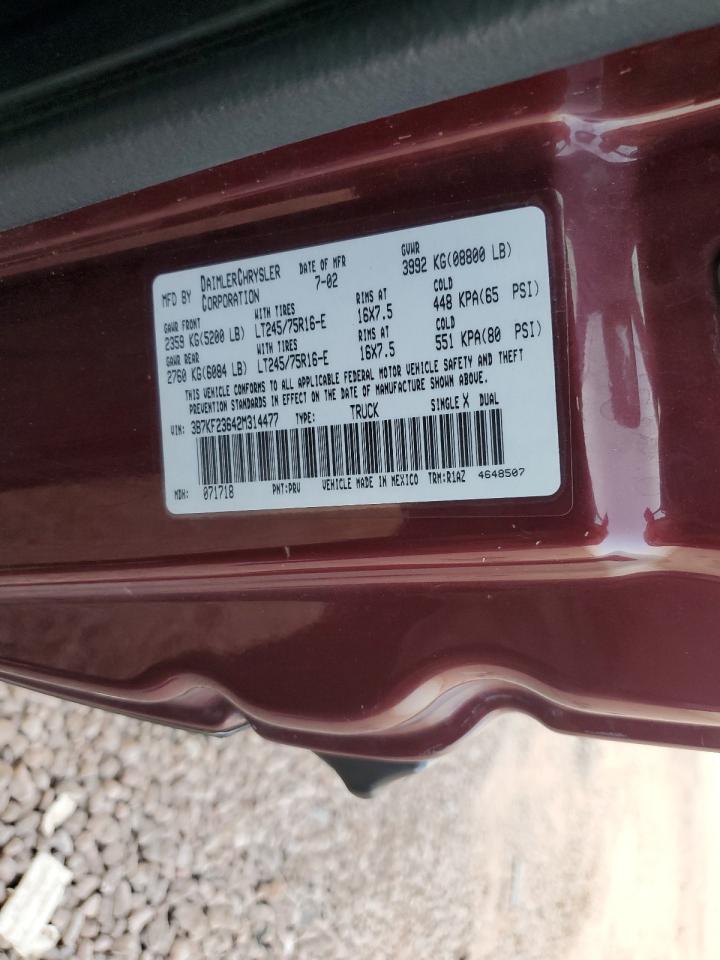 MFD BY DAIMLERCHRYSLER CORPORATION DATE OF MFR 7-02 GVWR 3992 KG(08800 LB)
GAWR FRONT WITH TIRES RIMS AT COLD
2359 KG(5200 LB) LT245/75R16-E 16X7.5 448 KPA(65 PSI)
GAWR REAR WITH TIRES RIMS AT COLD
2760 KG(6084 LB) LT245/75R16-E 16X7.5 551 KPA(80 PSI)
THIS VEHICLE CONFORMS TO ALL APPLICABLE FEDERAL MOTOR VEHICLE SAFETY AND THEFT
PREVENTION STANDARDS IN EFFECT ON THE DATE OF MANUFACTURE SHOWN ABOVE.
VIN: 3B7KF23642M314477 TYPE: TRUCK SINGLE X DUAL
MDH: 071718 PNT:PRV VEHICLE MADE IN MEXICO TRM:R1AZ 4648507